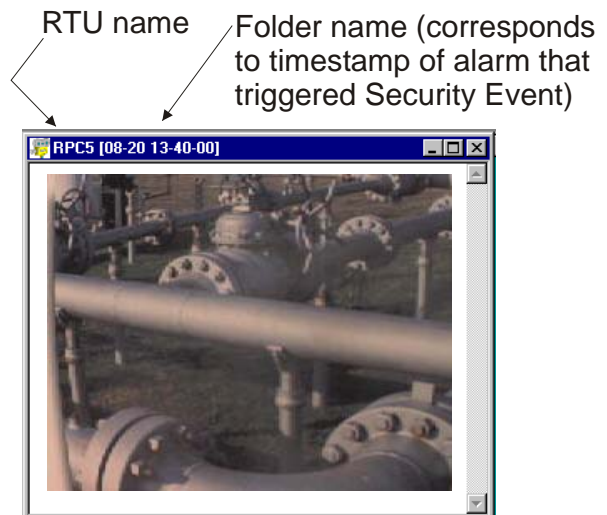 RTU name
Folder name (corresponds
to timestamp of alarm that
triggered Security Event)
RPC5 [08-20 13-40-00]